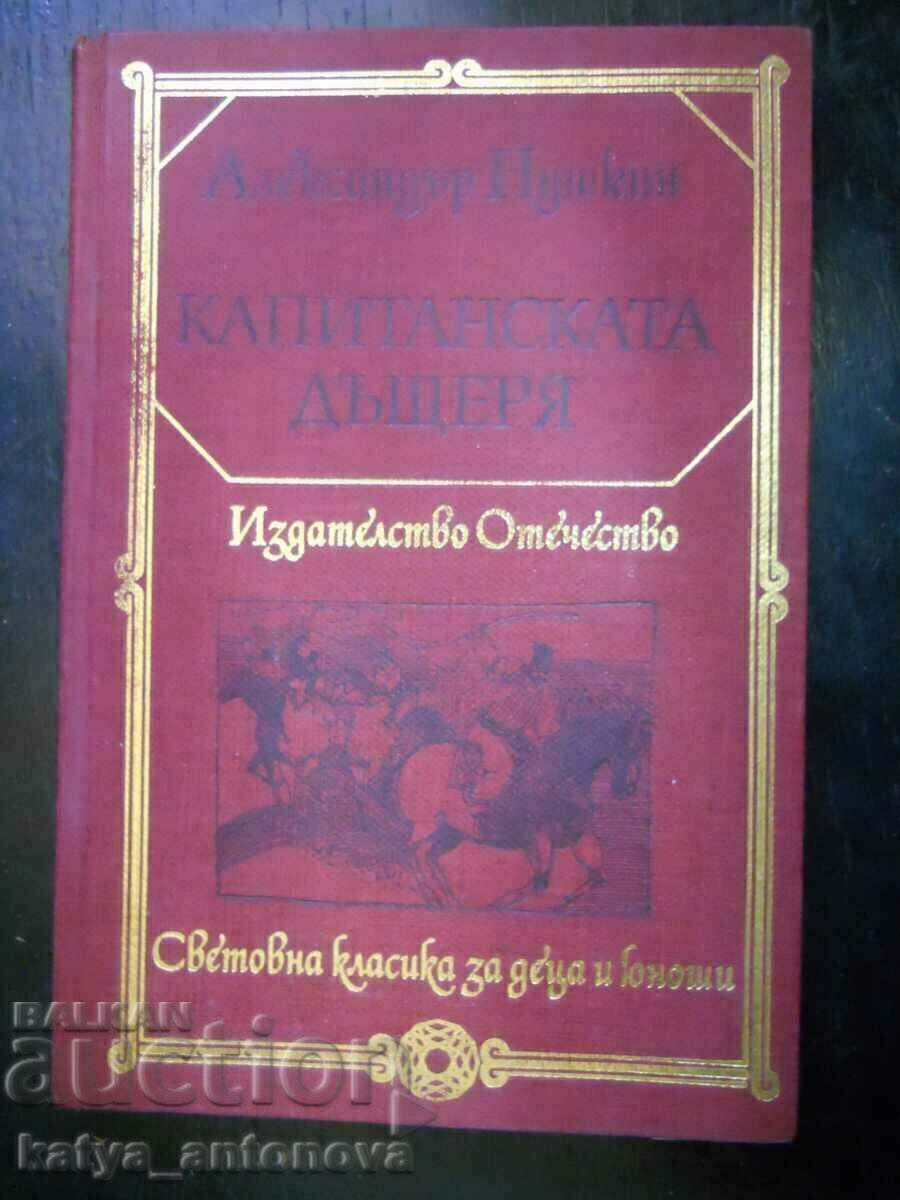 Александър Пушкин
КАПИТАНСКАТА
ДЪЩЕРЯ
Издателство Отечество
Световна класика за деца и юноши
BALKAN
auction
katya_antonova